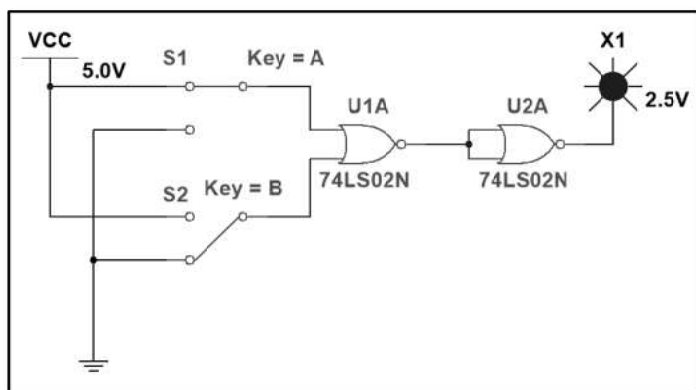 VCC
5.0V
S1
Key = A
X1
2.5V
U1A
U2A
74LS02N
74LS02N
S2
Key = B